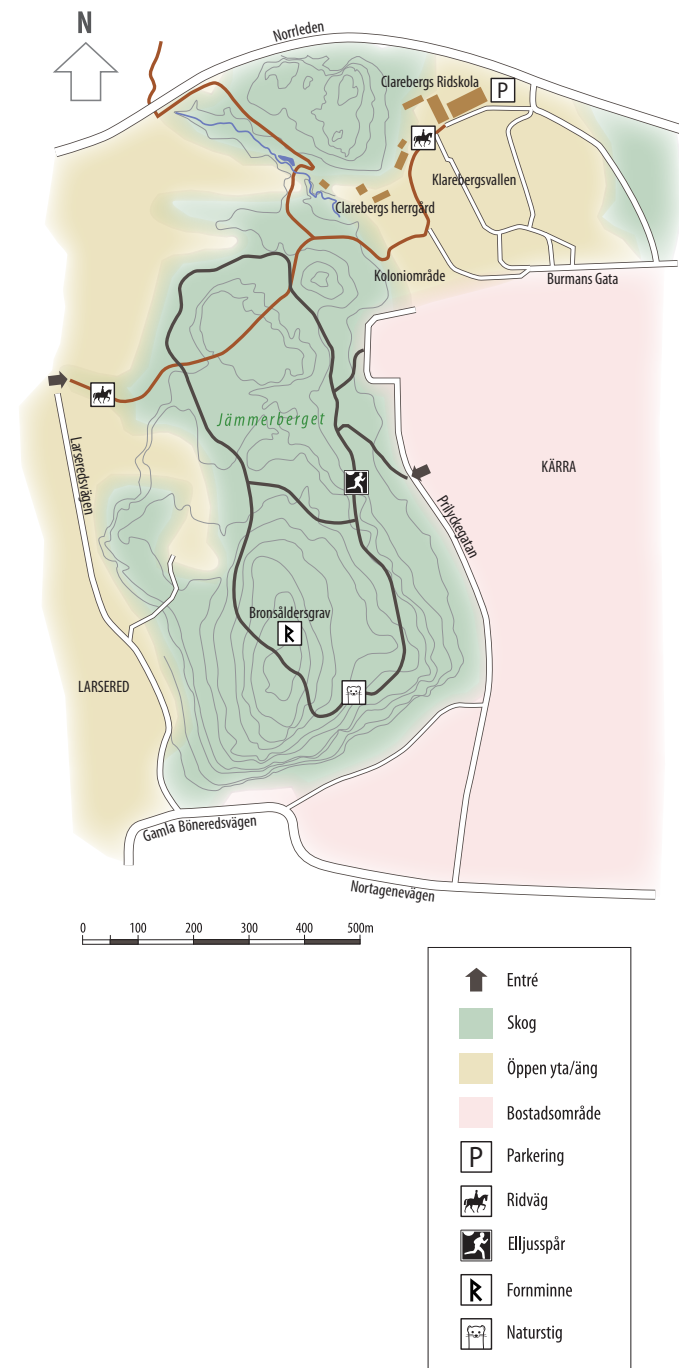 N
Norrleden
Clarebergs Ridskola
P
Klarebergsvallen
Clarebergs herrgård
Koloniområde
Burmans Gata
Jämmerberget
Larseredsvägen
KÄRRA
Prilyckegatan
Bronsåldersgrav
LARSERED
Gamla Böneredsvägen
Nortagenevägen
0 100 200 300 400 500m
Entré
Skog
Öppen yta/äng
Bostadsområde
P Parkering
Ridväg
Elljusspår
Fornminne
Naturstig